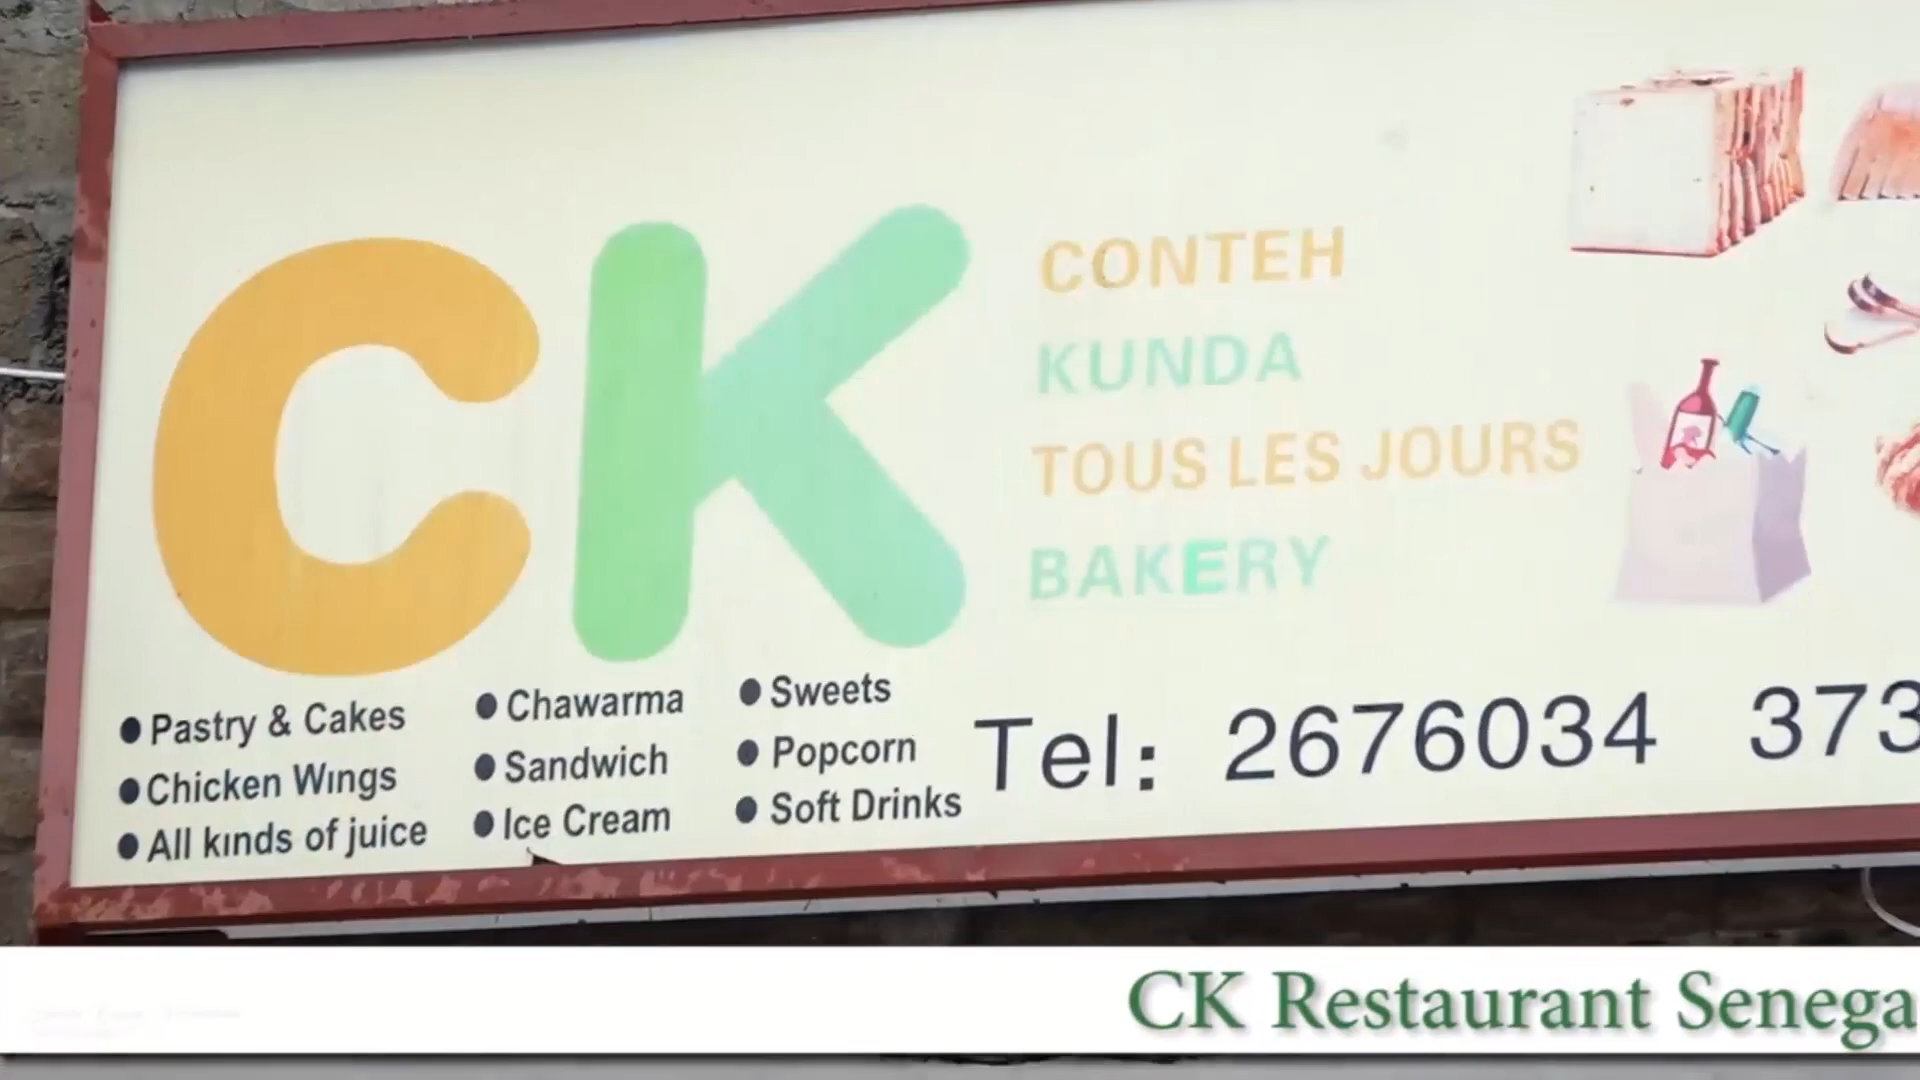 CK
CONTEH
KUNDA
TOUS LES JOURS
BAKERY
● Pastry & Cakes
● Chicken Wings
● All kinds of juice
● Chawarma
● Sandwich
● Ice Cream
● Sweets
● Popcorn
● Soft Drinks
Tel: 2676034 373
CK Restaurant Senega